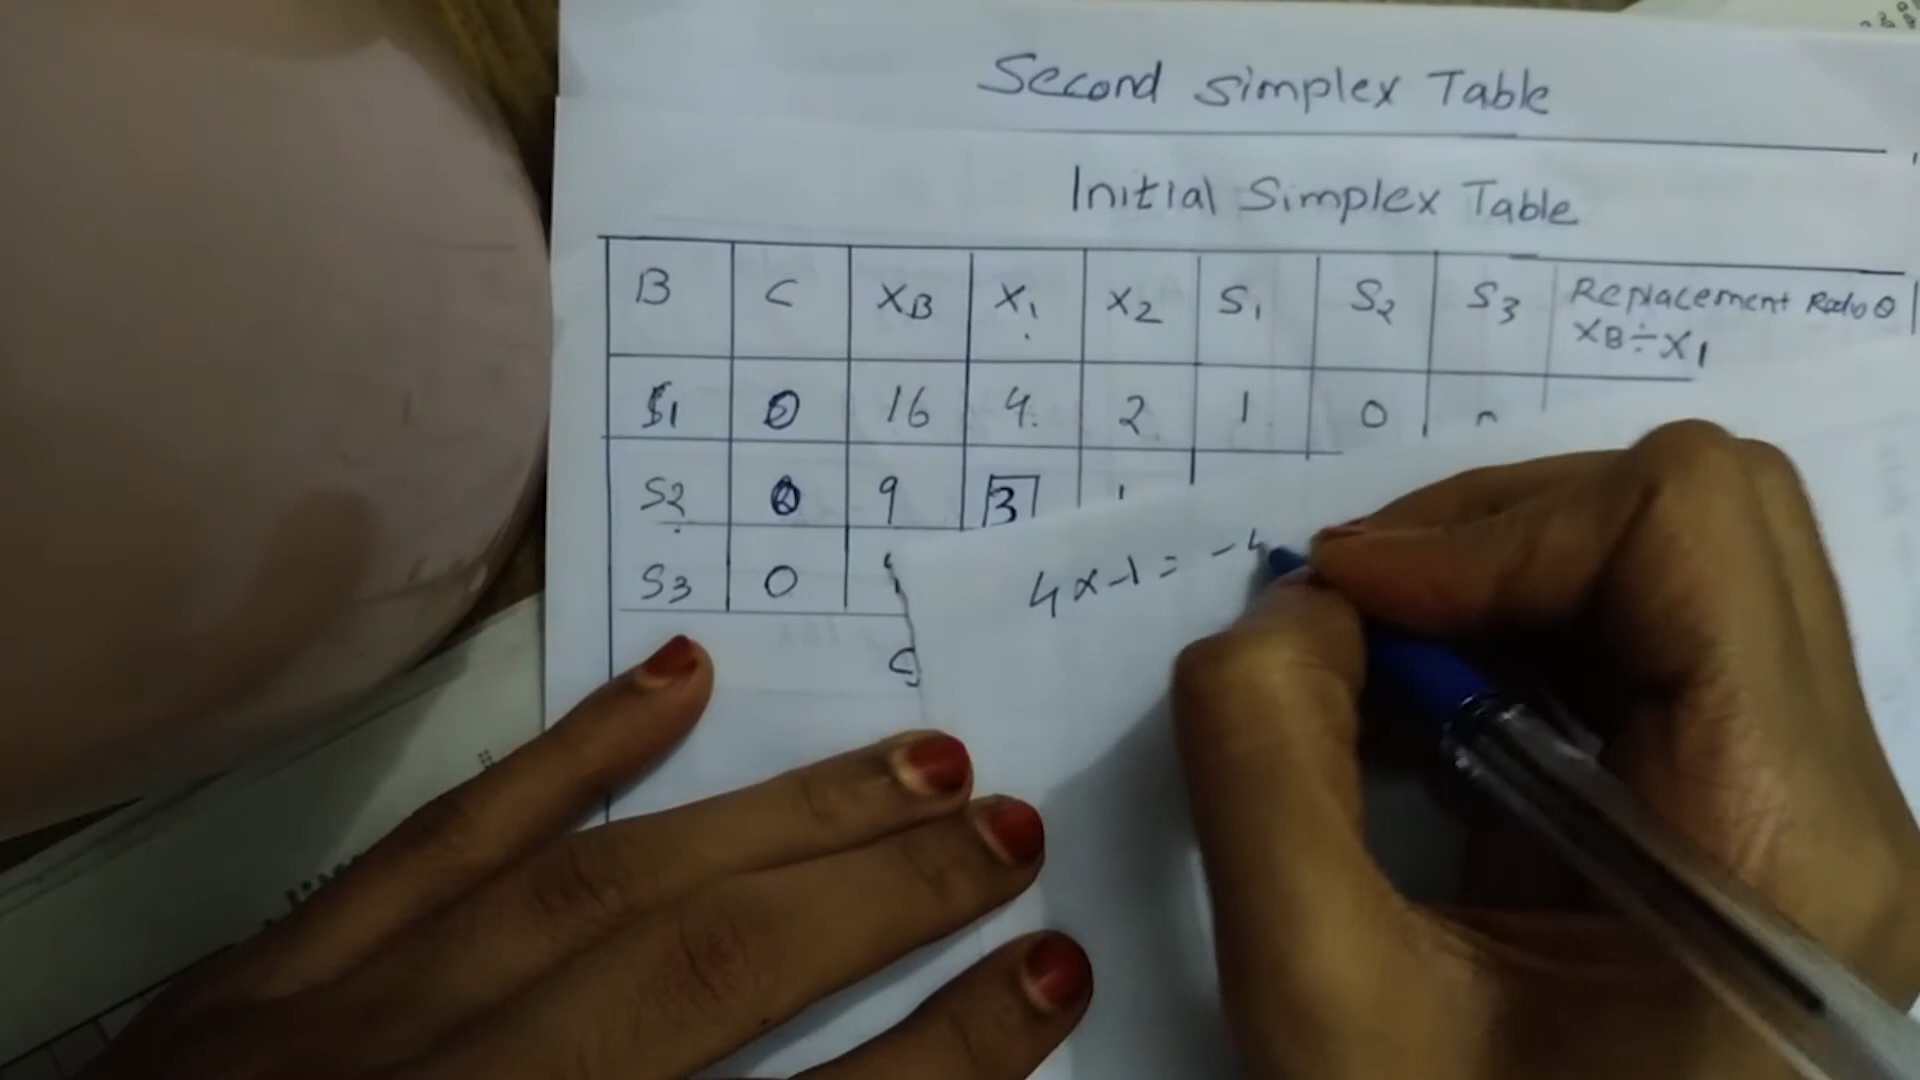 Second Simplex Table
Initial Simplex Table
B C XB X1 X2 S1 S2 S3 Replacement Ratio θ
XB÷X1
S1 0 16 4 2 1 0
S2 0 9 3
S3 0
4x-1 = -4